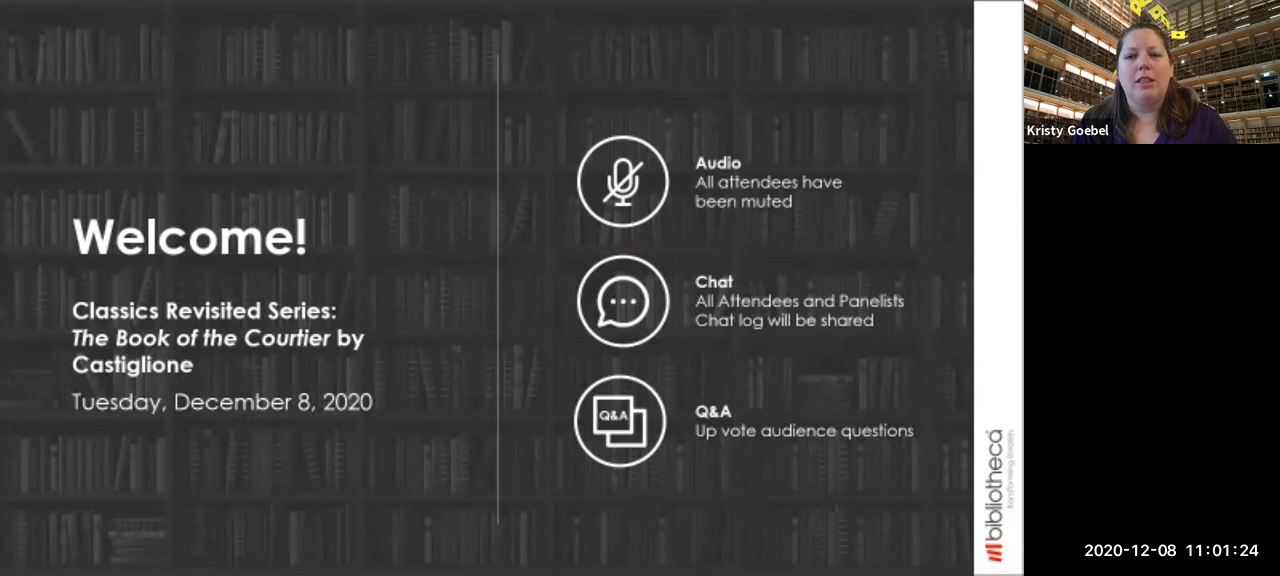 Welcome!
Classics Revisited Series:
The Book of the Courtier by
Castiglione
Tuesday, December 8, 2020
Audio
All attendees have
been muted
Chat
All Attendees and Panelists
Chat log will be shared
Q&A
Q&A
Up vote audience questions
bibliotheca
transforming libraries
Kristy Goebel
2020-12-08 11:01:24